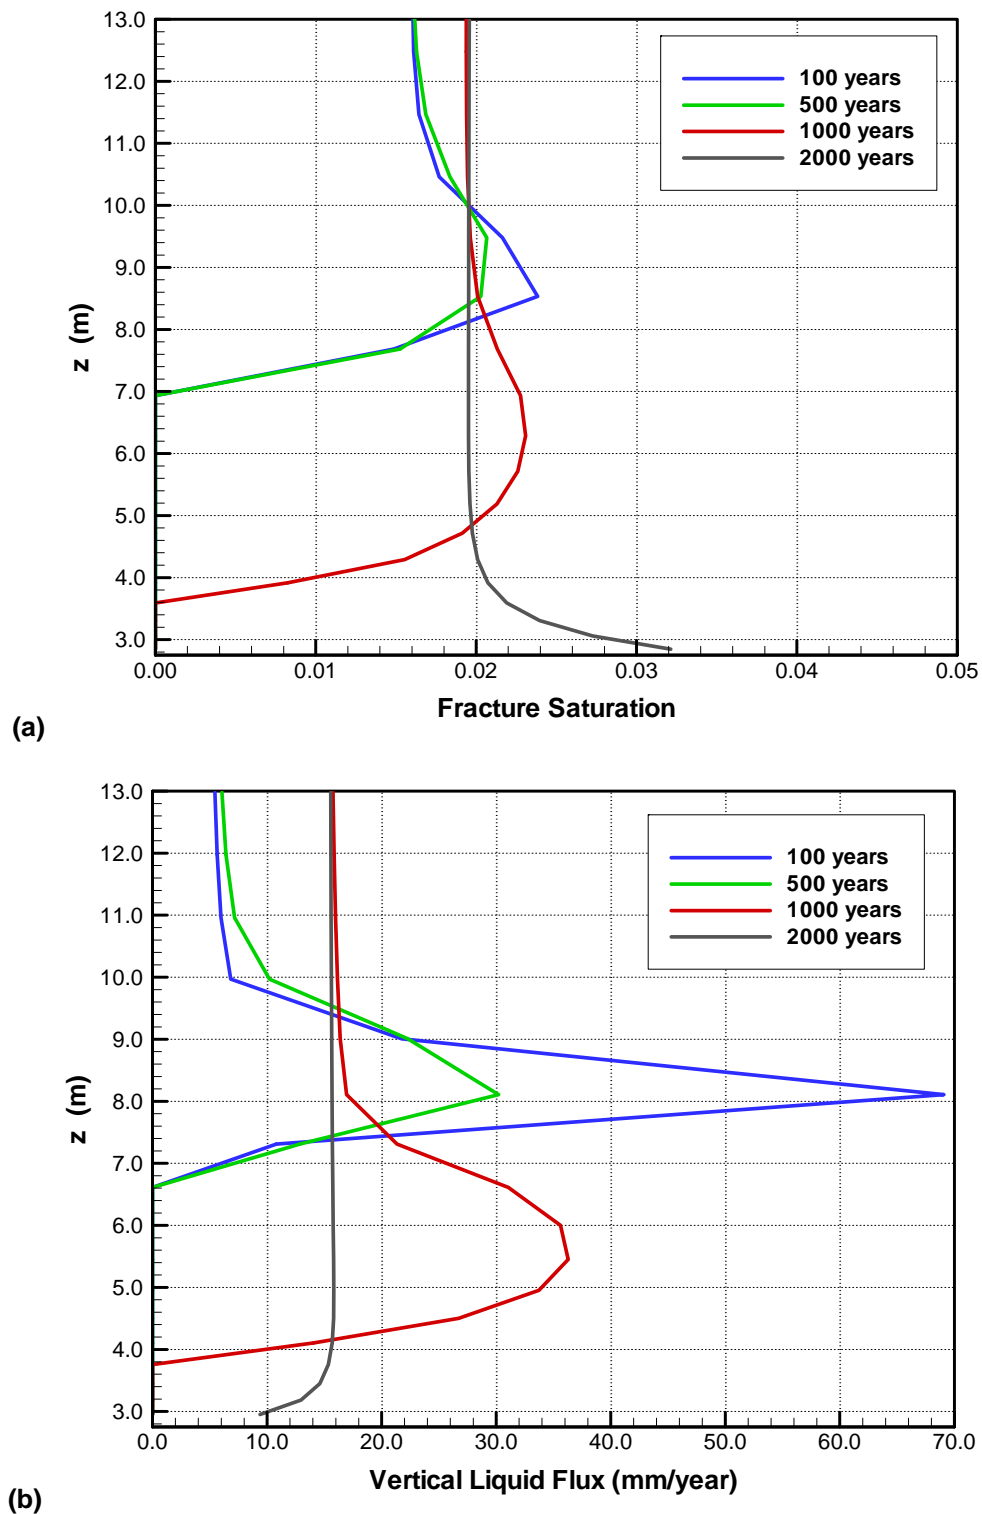 13.0
12.0
11.0
10.0
9.0
8.0
7.0
6.0
5.0
4.0
3.0
z (m)
100 years
500 years
1000 years
2000 years
0.00 0.01 0.02 0.03 0.04 0.05
Fracture Saturation
(a)
13.0
12.0
11.0
10.0
9.0
8.0
7.0
6.0
5.0
4.0
3.0
z (m)
100 years
500 years
1000 years
2000 years
0.0 10.0 20.0 30.0 40.0 50.0 60.0 70.0
Vertical Liquid Flux (mm/year)
(b)